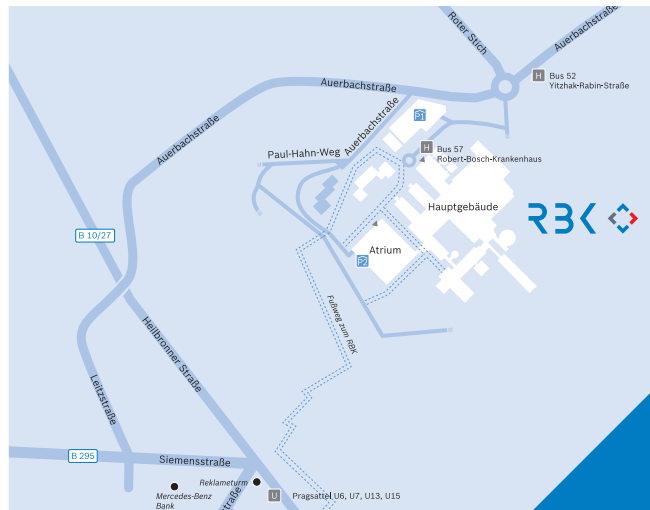 Roter Stich
Auerbachstraße
H Bus 52
Yitzhak-Rabin-Straße
Auerbachstraße
P1
Auerbachstraße
Auerbachstraße
H Bus 57
Robert-Bosch-Krankenhaus
Paul-Hahn-Weg
Hauptgebäude
RBK
B 10/27
Atrium
P2
Fußweg zum RBK
Heilbronner Straße
Leitzstraße
B 295
Siemensstraße
Reklameturm
Mercedes-Benz
Bank
U Pragsattel U6, U7, U13, U15